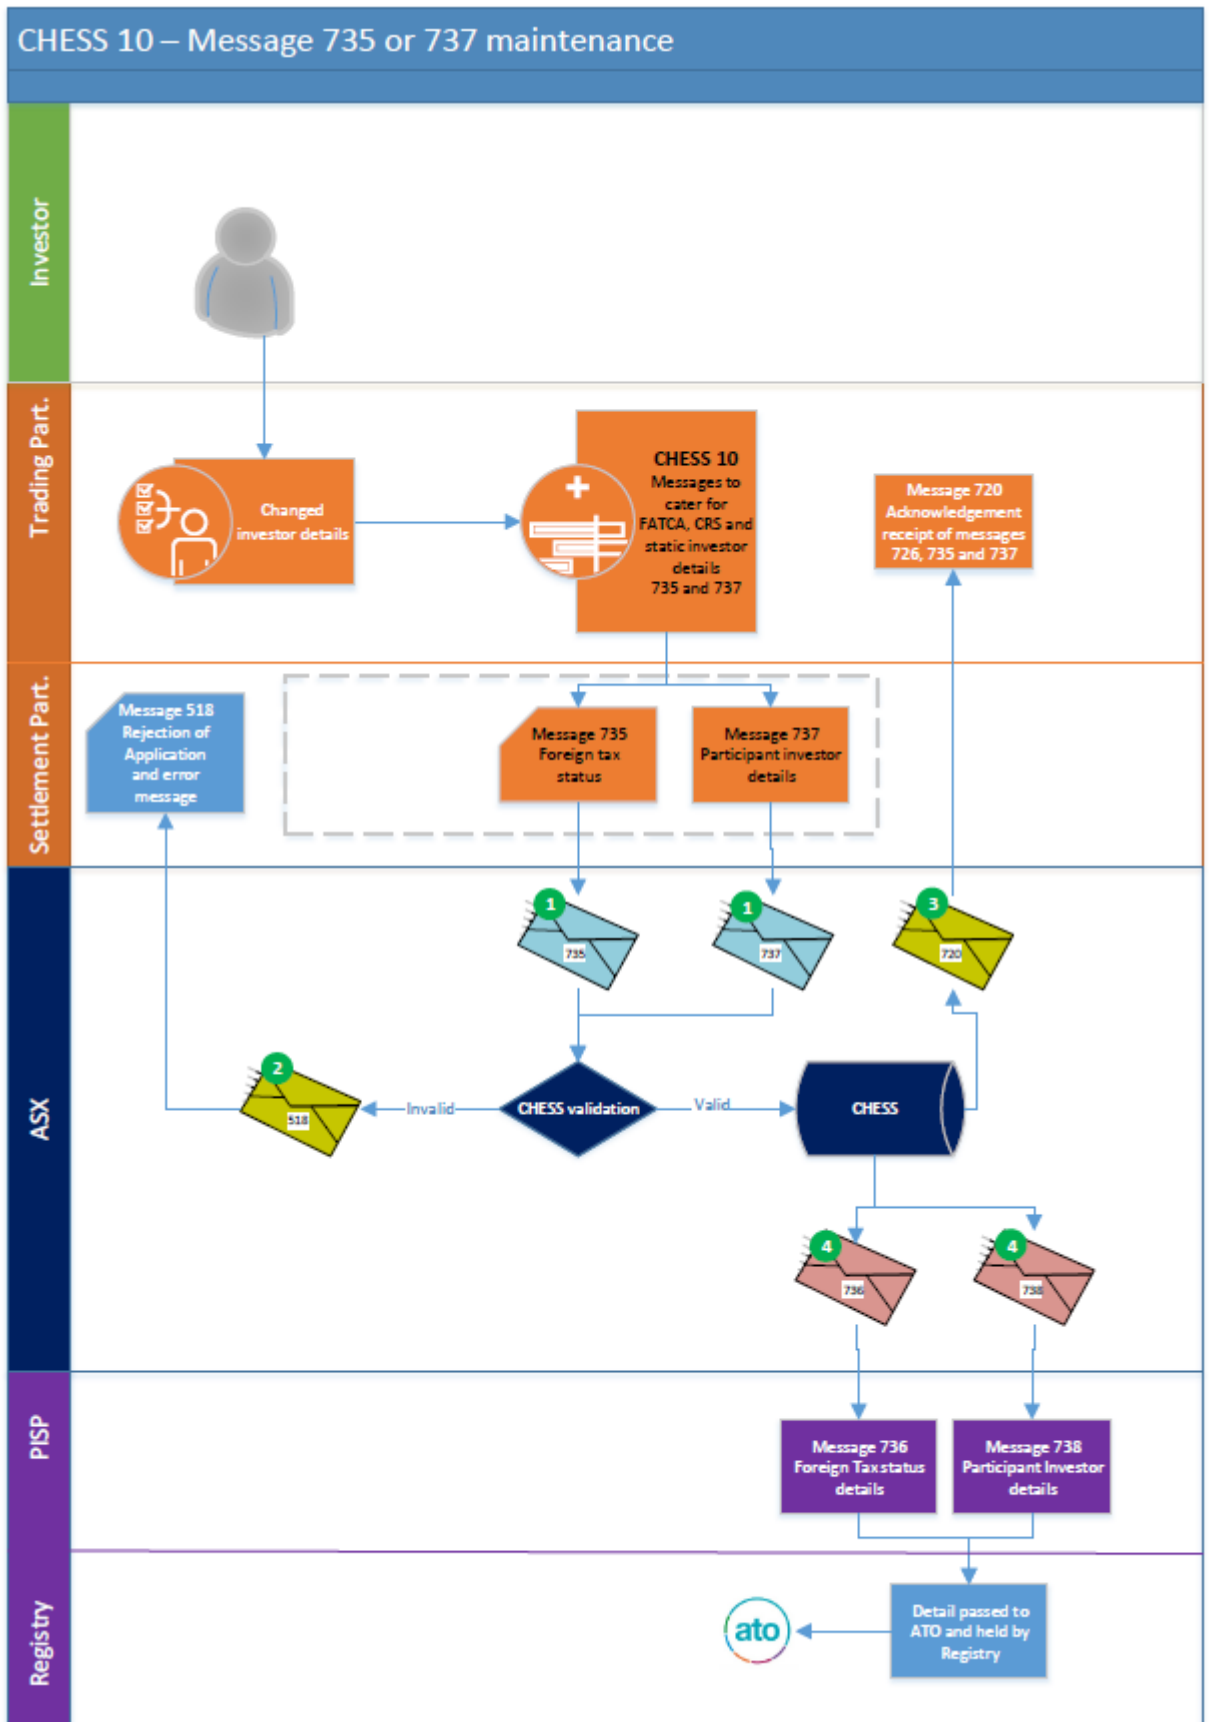 CHESS 10 – Message 735 or 737 maintenance
Investor
Trading Part.
Changed
investor details
CHESS 10
Messages to
cater for
FATCA, CRS and
static investor
details
735 and 737
Message 720
Acknowledgement
receipt of messages
726, 735 and 737
Settlement Part.
Message 518
Rejection of
Application
and error
message
Message 735
Foreign tax
status
Message 737
Participant investor
details
ASX
1
735
1
737
3
720
2
518
Invalid
CHESS validation
Valid
CHESS
4
736
4
738
PISP
Message 736
Foreign Tax status
details
Message 738
Participant Investor
details
Registry
ato
Detail passed to
ATO and held by
Registry